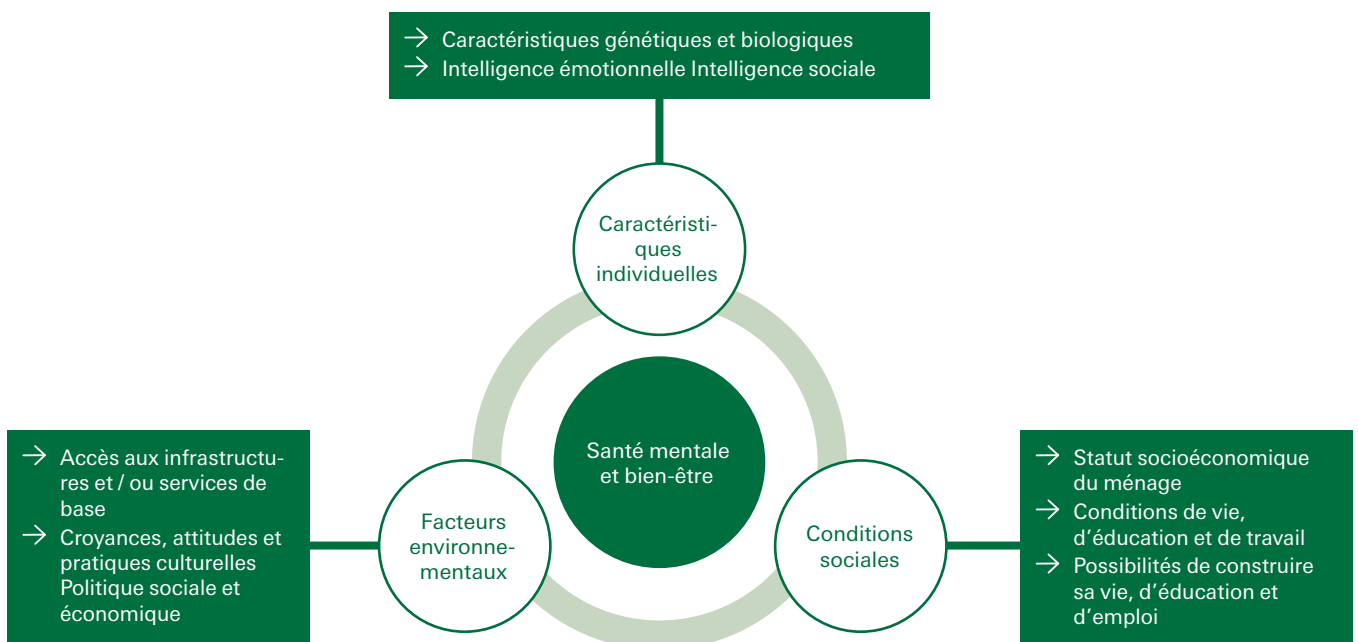 → Caractéristiques génétiques et biologiques
→ Intelligence émotionnelle Intelligence sociale
Caractéristi-
ques
individuelles
Santé mentale
et bien-être
→ Accès aux infrastructu-
res et / ou services de
base
→ Croyances, attitudes et
pratiques culturelles
Politique sociale et
économique
Facteurs
environne-
mentaux
Conditions
sociales
→ Statut socioéconomique
du ménage
→ Conditions de vie,
d’éducation et de travail
→ Possibilités de construire
sa vie, d’éducation et
d’emploi